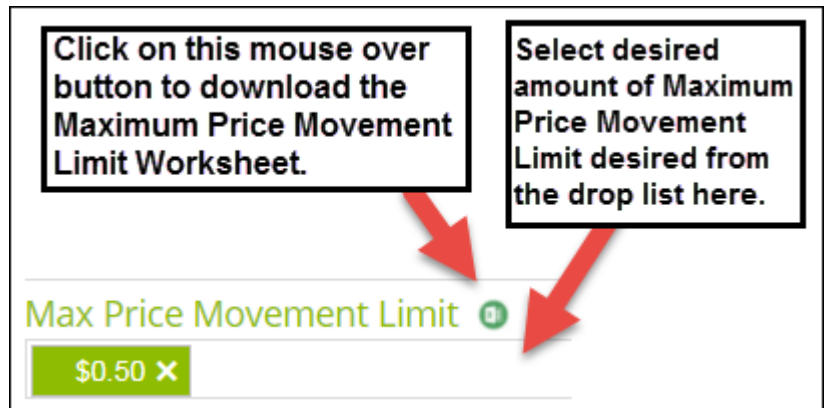 Click on this mouse over
button to download the
Maximum Price Movement
Limit Worksheet.
Select desired
amount of Maximum
Price Movement
Limit desired from
the drop list here.
Max Price Movement Limit
$0.50 ×